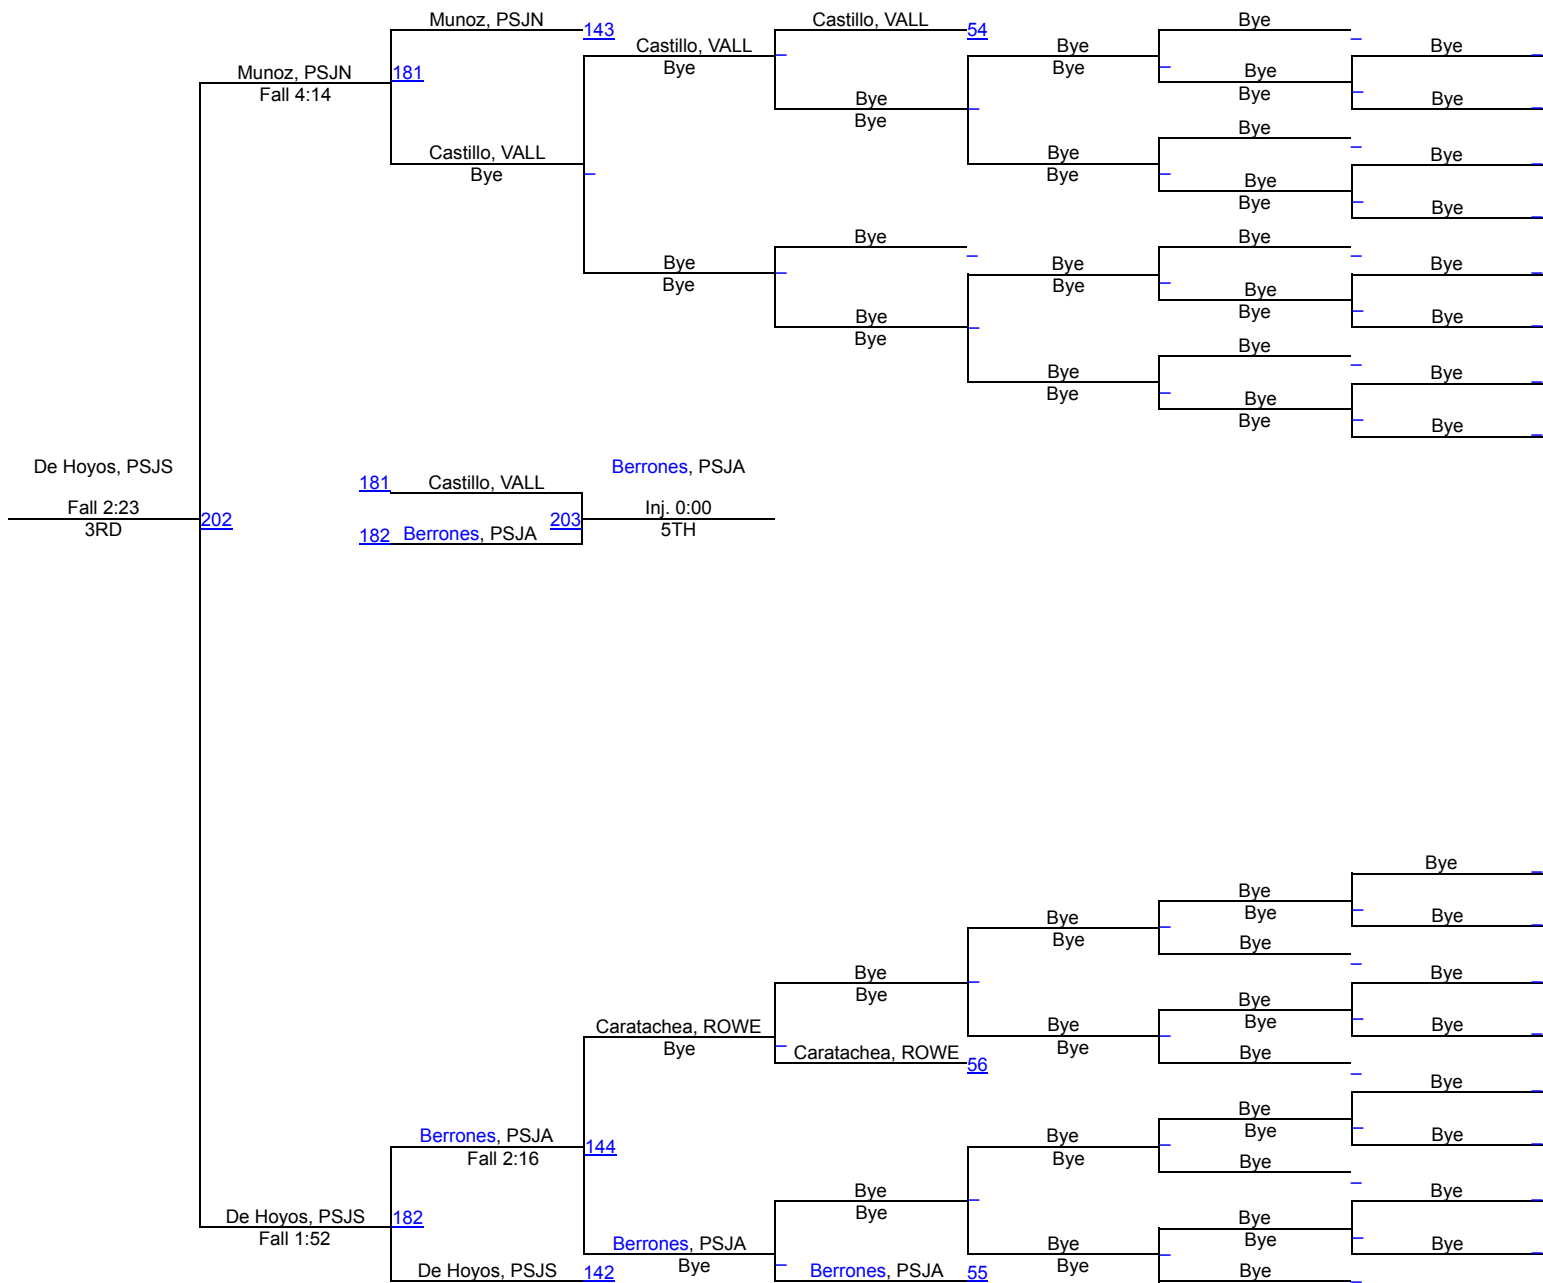 Munoz, PSJN 143 Castillo, VALL 54 Bye
Castillo, VALL Bye Bye
Bye Bye
Munoz, PSJN 181 Bye
Fall 4:14 Bye Bye Bye
Bye
Bye
Castillo, VALL Bye Bye
Bye Bye Bye
Bye
Bye
Bye Bye
Bye Bye Bye
Bye Bye
Bye
Bye
Bye Bye
Bye
Bye
Bye Bye
Bye Bye
Bye
Bye
De Hoyos, PSJS Berrones, PSJA
181 Castillo, VALL
Fall 2:23 Inj. 0:00
202 203
3RD 182 Berrones, PSJA 5TH
Bye
Bye
Bye Bye Bye
Bye
Bye
Bye Bye
Bye
Bye
Caratachea, ROWE Bye Bye
Bye Bye Bye
Caratachea, ROWE 56 Bye
Bye
Bye
Berrones, PSJA Bye Bye Bye
144
Fall 2:16 Bye
Bye
Bye Bye
Bye
De Hoyos, PSJS 182 Bye
Fall 1:52 Bye
Berrones, PSJA Bye Bye
Bye
De Hoyos, PSJS 142 Berrones, PSJA 55 Bye